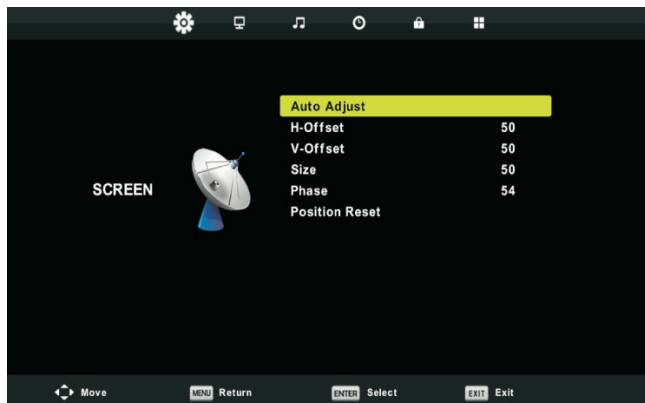 Auto Adjust
H-Offset 50
V-Offset 50
Size 50
SCREEN
Phase 54
Position Reset
Move MENU Return ENTER Select EXIT Exit